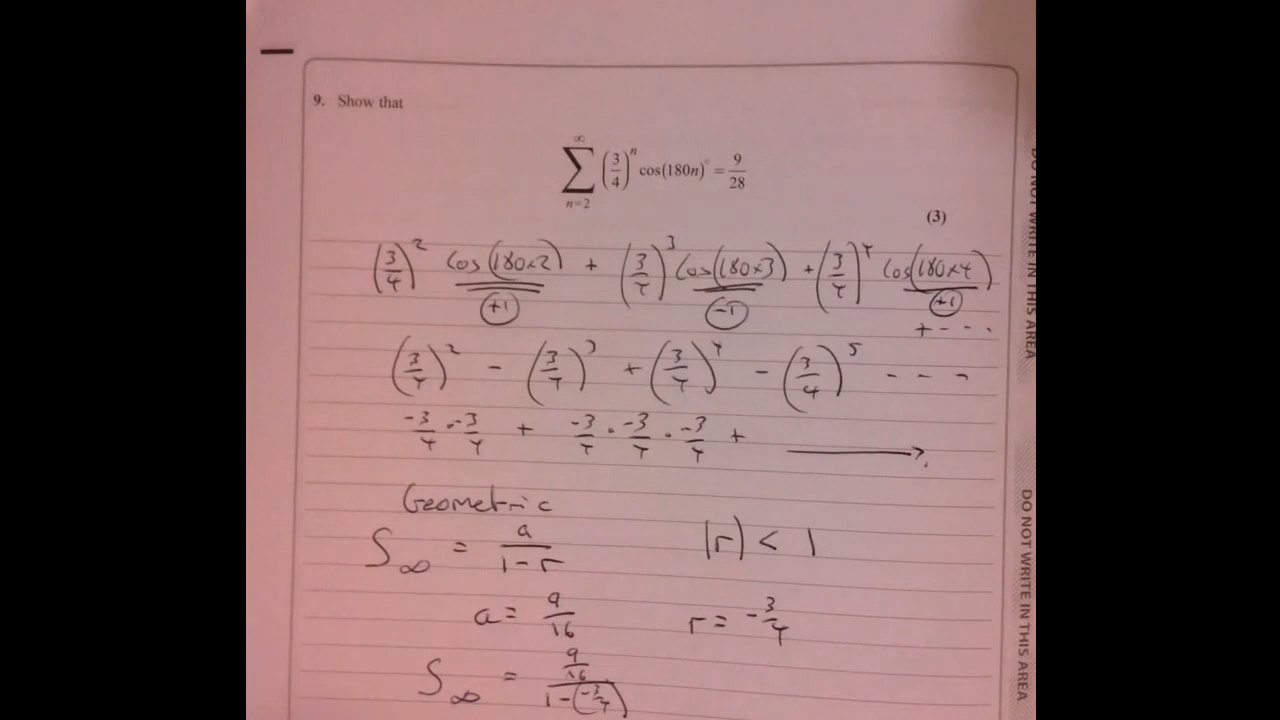 9. Show that
∑_{n=2}^{∞} (3/4)^n cos(180n)° = 9/28
(3)
(3/4)^2 cos(180×2) + (3/4)^3 cos(180×3) + (3/4)^4 cos(180×4)
+1 -1 +1
+ - - - .
(3/4)^2 - (3/4)^3 + (3/4)^4 - (3/4)^5 - - -
-3/4 . -3/4 + -3/4 . -3/4 . -3/4 + ⟶
Geometric
S∞ = a/(1-r) |r| < 1
a = 9/16 r = -3/4
S∞ = (9/16)/(1-(-3/4))
DO NOT WRITE IN THIS AREA
DO NOT WRITE IN THIS AREA